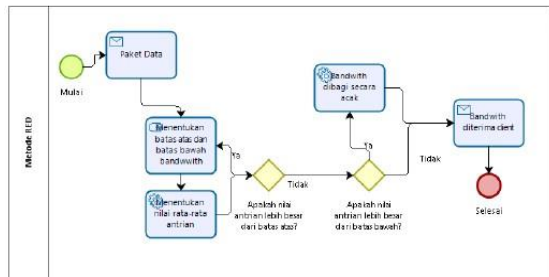 Metode RED
Mulai
Paket Data
Menentukan
batas atas dan
batas bawah
bandwwith
Menentukan
nilai rata-rata
antrian
Ya
Apakah nilai
antrian lebih besar
dari batas atas?
Tidak
Bandwith
dibagi secara
acak
Ya
Apakah nilai
antrian lebih besar
dari batas bawah?
Tidak
Bandwith
diterima client
Selesai